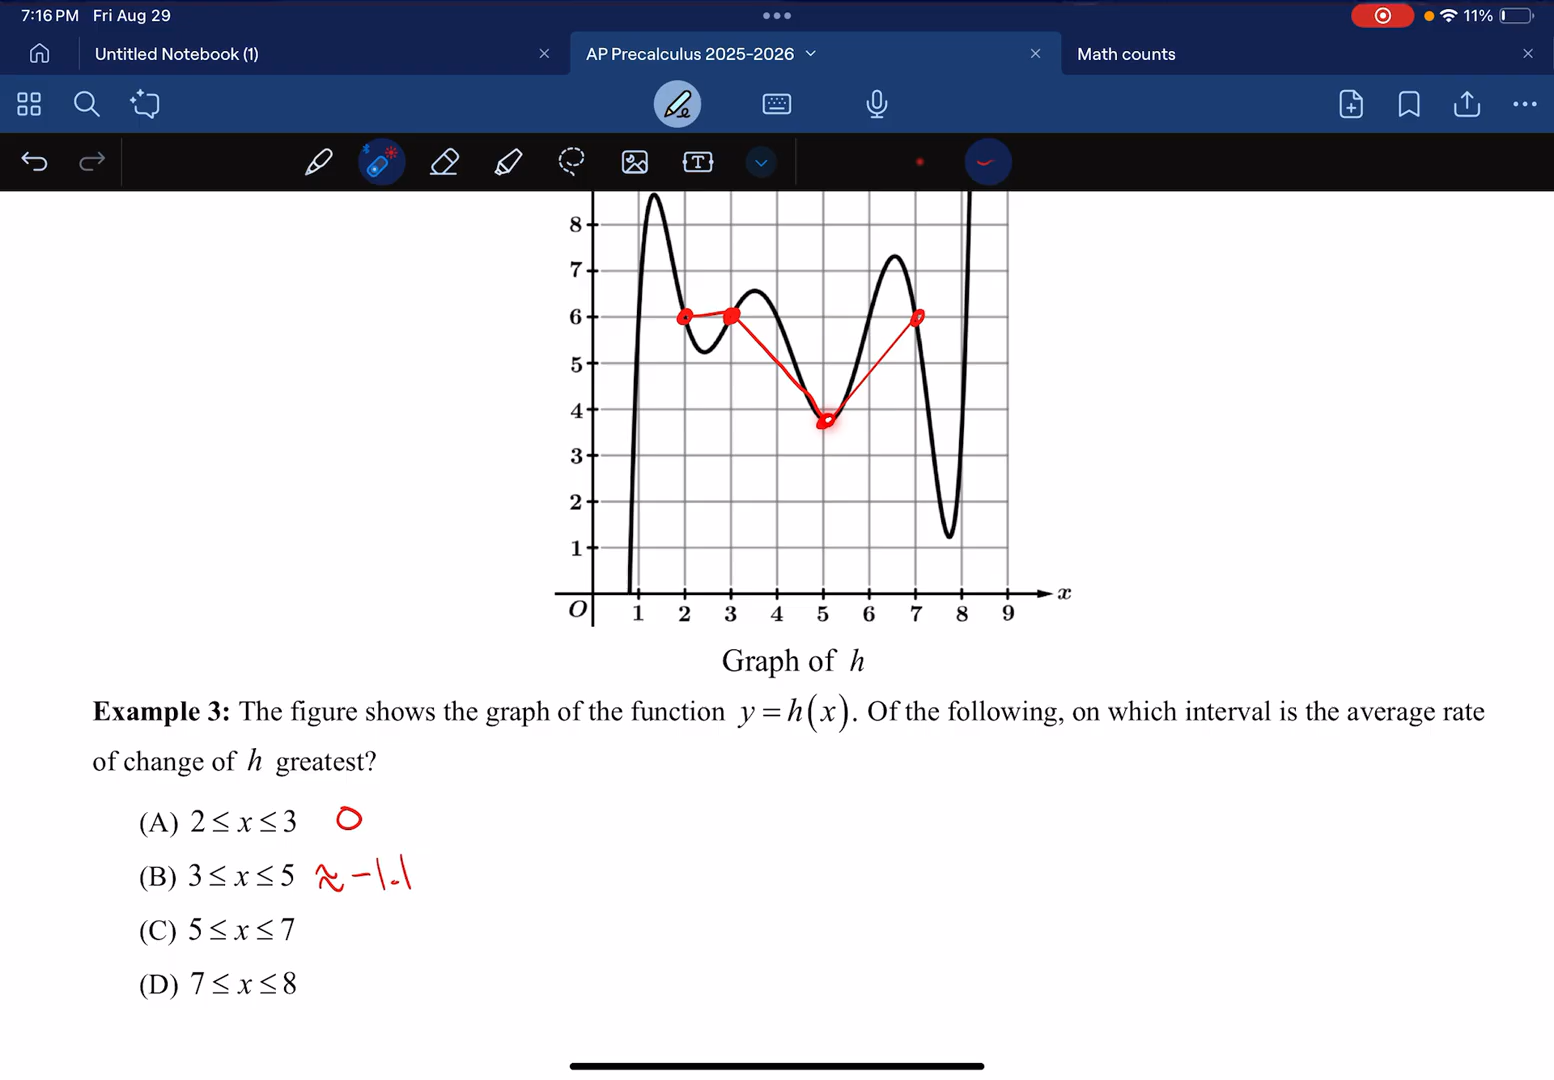 7:16 PM Fri Aug 29
11%
Untitled Notebook (1)
AP Precalculus 2025-2026
Math counts
T
8
7
6
5
4
3
2
1
O 1 2 3 4 5 6 7 8 9 x
Graph of h
Example 3: The figure shows the graph of the function y = h(x). Of the following, on which interval is the average rate
of change of h greatest?
(A) 2 ≤ x ≤ 3 0
(B) 3 ≤ x ≤ 5 ≈ -1.1
(C) 5 ≤ x ≤ 7
(D) 7 ≤ x ≤ 8